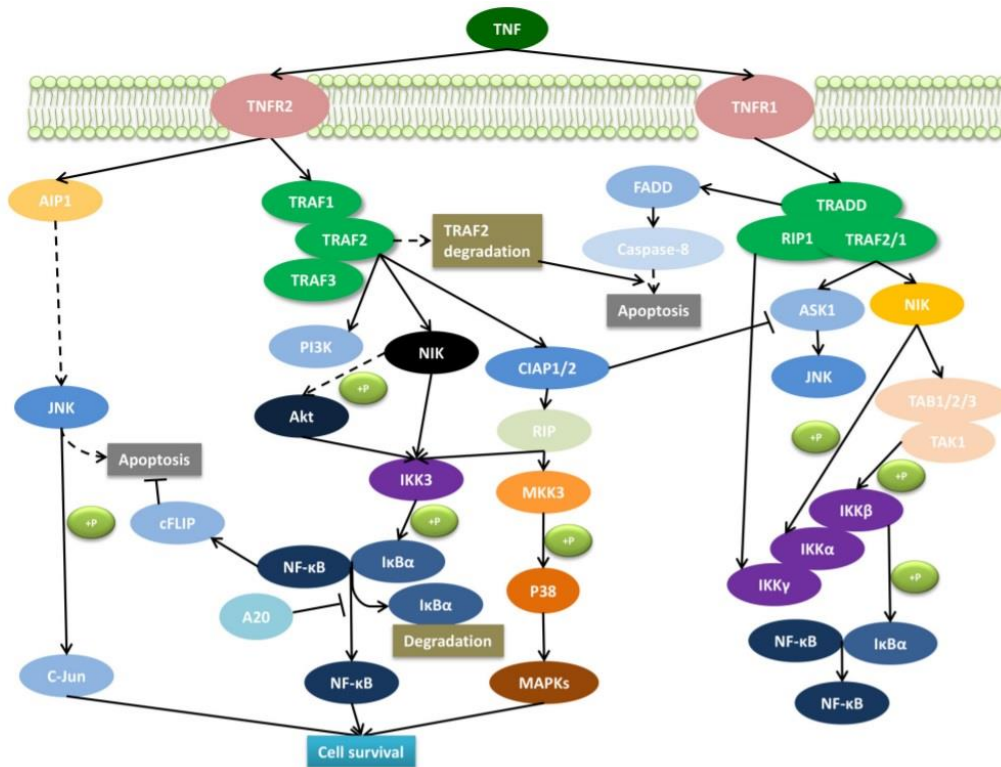 TNF
TNFR2
TNFR1
AIP1
TRAF1
TRAF2
TRAF3
TRAF2
degradation
FADD
Caspase-8
Apoptosis
TRADD
RIP1
TRAF2/1
ASK1
NIK
JNK
TAB1/2/3
TAK1
PI3K
NIK
CIAP1/2
+P
Akt
RIP
JNK
Apoptosis
IKK3
MKK3
+P
+P
IKKβ
IKKα
IKKγ
+P
cFLIP
+P
+P
+P
NF-κB
IκBα
A20
IκBα
Degradation
P38
NF-κB
IκBα
C-Jun
NF-κB
MAPKs
NF-κB
Cell survival